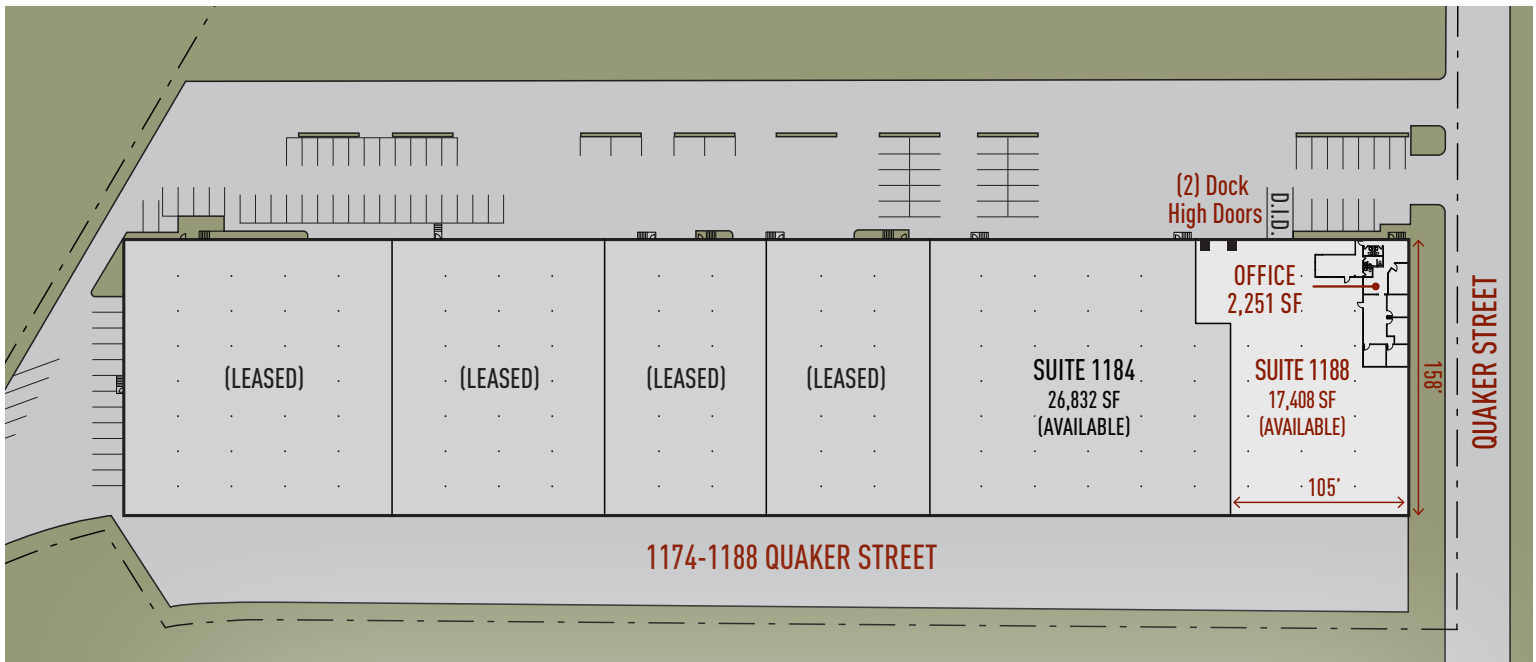 (2) Dock
High Doors
D.I.D.
OFFICE
2,251 SF
(LEASED)
(LEASED)
(LEASED)
(LEASED)
SUITE 1184
26,832 SF
(AVAILABLE)
SUITE 1188
17,408 SF
(AVAILABLE)
158'
105'
QUAKER STREET
1174-1188 QUAKER STREET